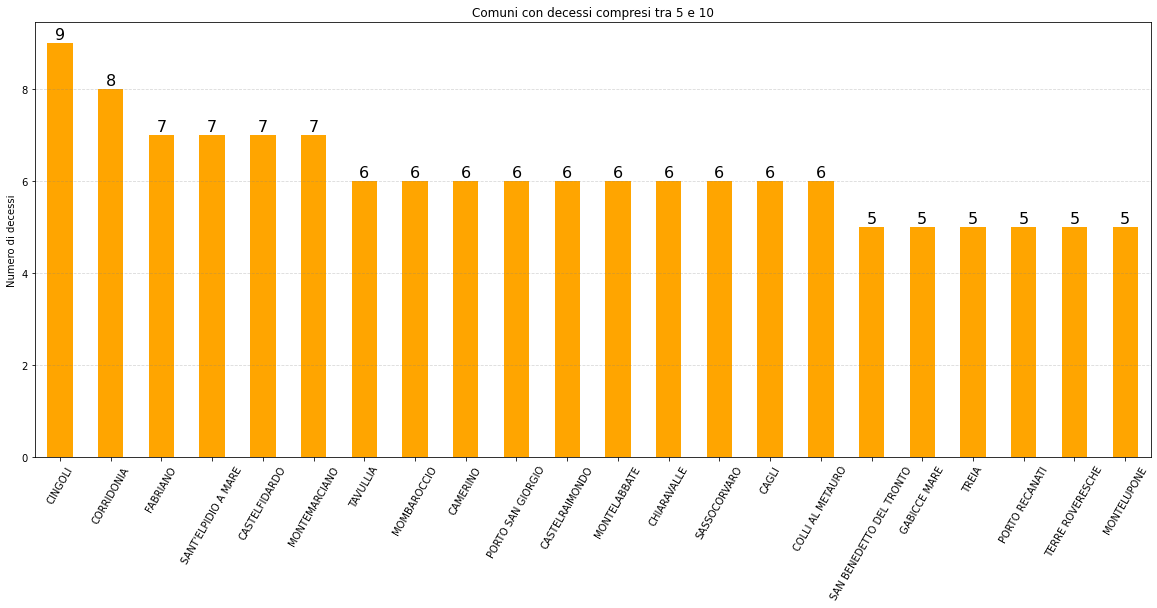 Comuni con decessi compresi tra 5 e 10
Numero di decessi
8
6
4
2
0
9
8
7
7
7
7
6
6
6
6
6
6
6
6
6
6
5
5
5
5
5
5
CINGOLI
CORRIDONIA
FABRIANO
SANT'ELPIDIO A MARE
CASTELFIDARDO
MONTEMARCIANO
TAVULLIA
MOMBAROCCIO
CAMERINO
PORTO SAN GIORGIO
CASTELRAIMONDO
MONTELABBATE
CHIARAVALLE
SASSOCORVARO
CAGLI
COLLI AL METAURO
SAN BENEDETTO DEL TRONTO
GABICCE MARE
TREIA
PORTO RECANATI
TERRE ROVERESCHE
MONTELUPONE